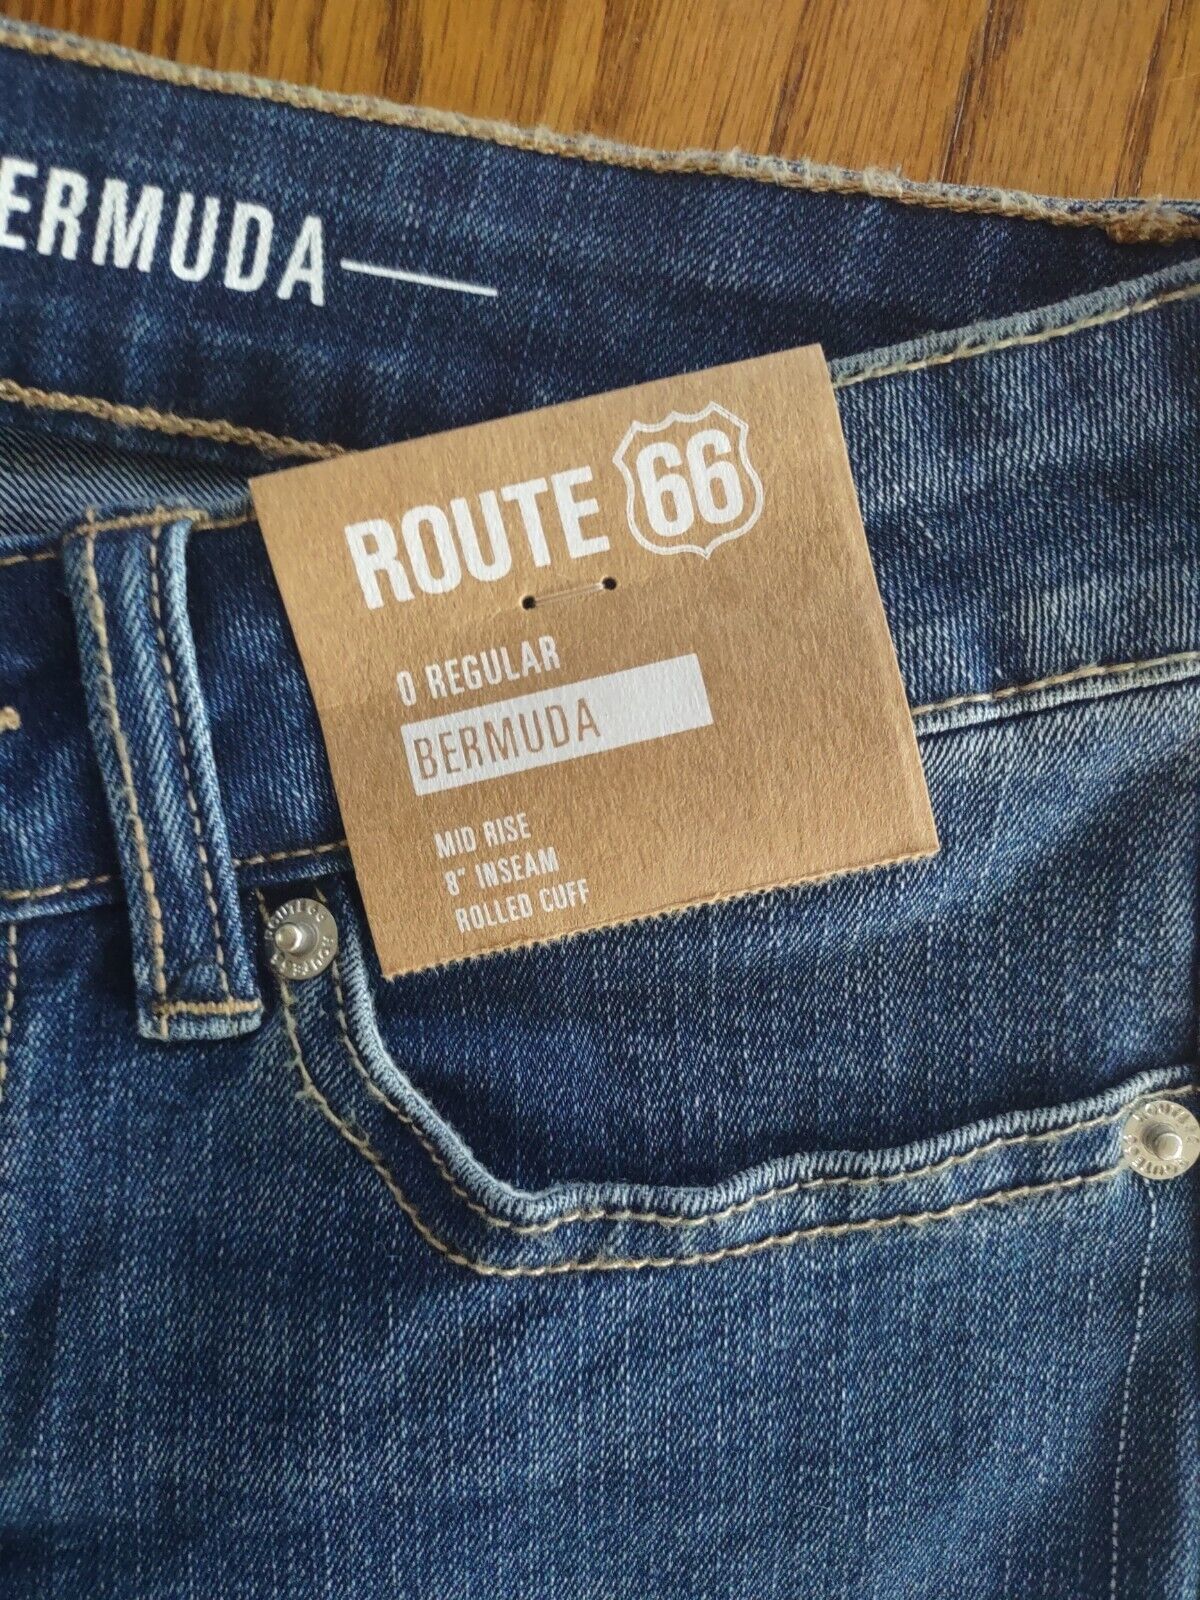 ERMUDA
ROUTE 66
0 REGULAR
BERMUDA
MID RISE
8" INSEAM
ROLLED CUFF